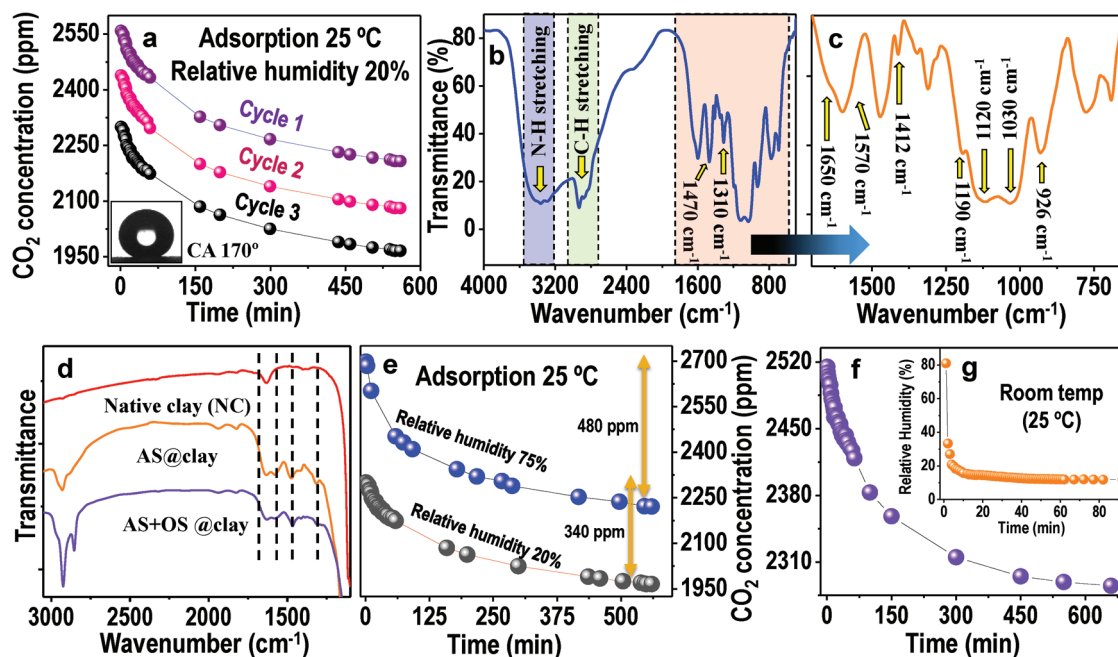 a
Adsorption 25 ºC
Relative humidity 20%
Cycle 1
Cycle 2
Cycle 3
CA 170º
CO2 concentration (ppm)
2550
2400
2250
2100
1950
0
150
300
450
600
Time (min)
b
N-H stretching
C-H stretching
1470 cm-1
1310 cm-1
Transmittance (%)
80
60
40
20
0
4000
3200
2400
1600
800
Wavenumber (cm-1)
c
1650 cm-1
1570 cm-1
1412 cm-1
1190 cm-1
1120 cm-1
1030 cm-1
926 cm-1
1500
1250
1000
750
Wavenumber (cm-1)
d
Native clay (NC)
AS@clay
AS+OS @clay
Transmittance
3000
2500
2000
1500
Wavenumber (cm-1)
e
Adsorption 25 ºC
Relative humidity 75%
480 ppm
Relative humidity 20%
340 ppm
0
125
250
375
500
Time (min)
2700
2550
2400
2250
2100
1950
CO2 concentration (ppm)
f
2520
2450
2380
2310
0
150
300
450
600
Time (min)
g
Room temp
(25 ºC)
Relative Humidity (%)
80
60
40
20
0
0
20
40
60
80
Time (min)